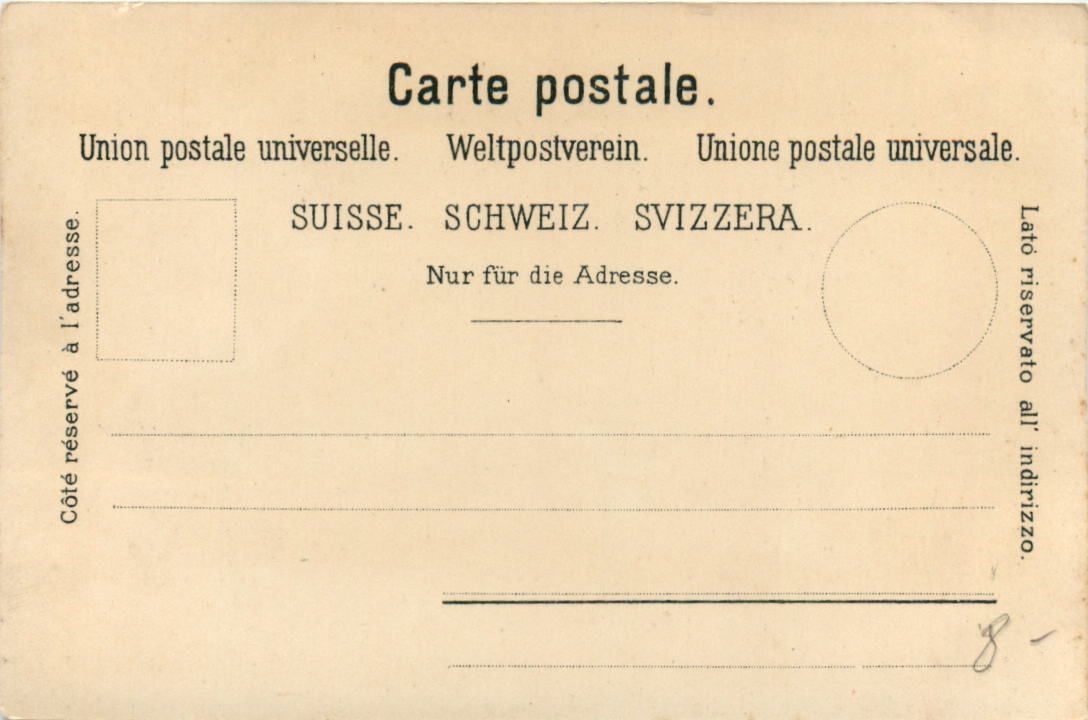 Carte postale.
Union postale universelle. Weltpostverein. Unione postale universale.
SUISSE. SCHWEIZ. SVIZZERA.
Nur für die Adresse.
Côté réservé à l'adresse.
Lató riservato all' indirizzo.
8 -